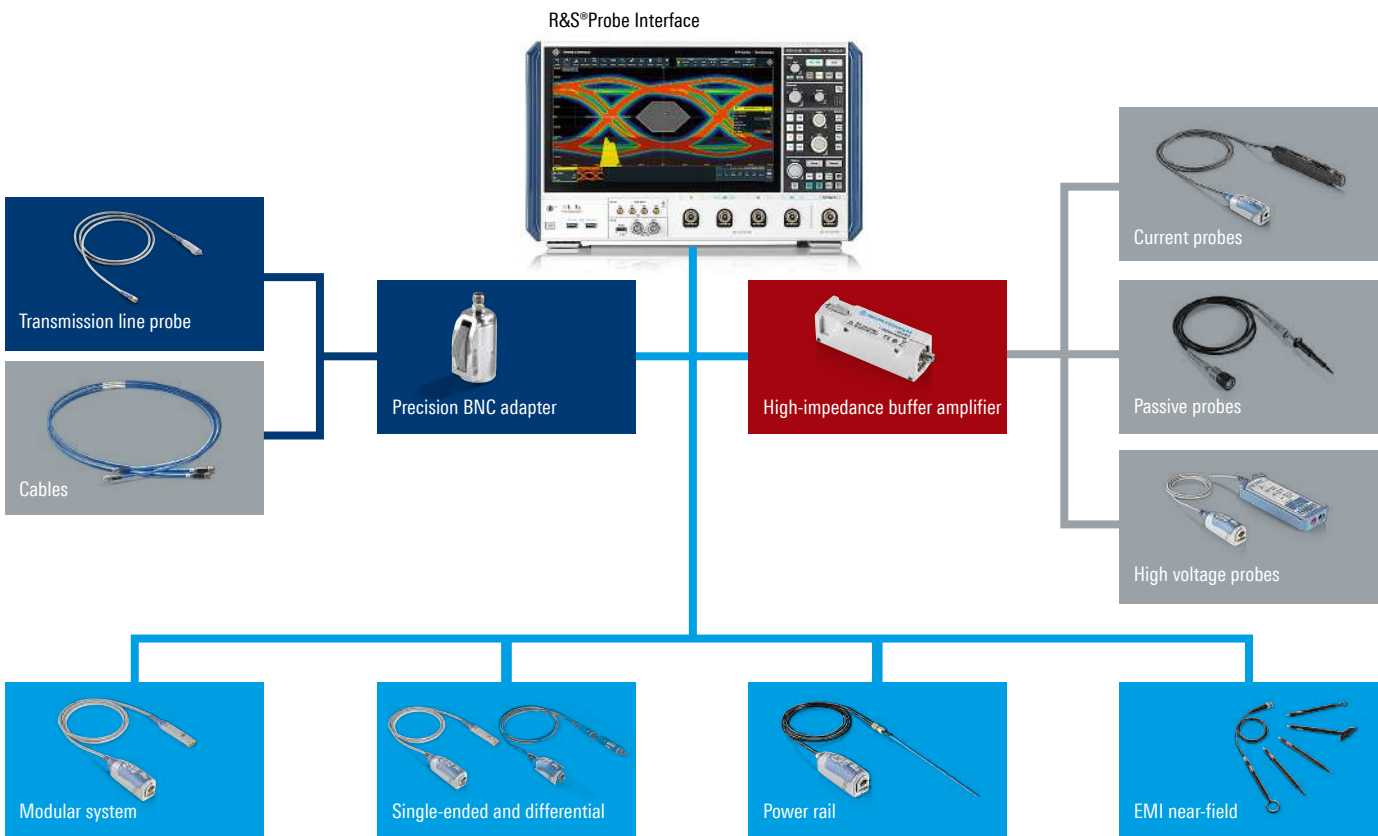 R&S®Probe Interface
Transmission line probe
Cables
Precision BNC adapter
High-impedance buffer amplifier
Current probes
Passive probes
High voltage probes
Modular system
Single-ended and differential
Power rail
EMI near-field